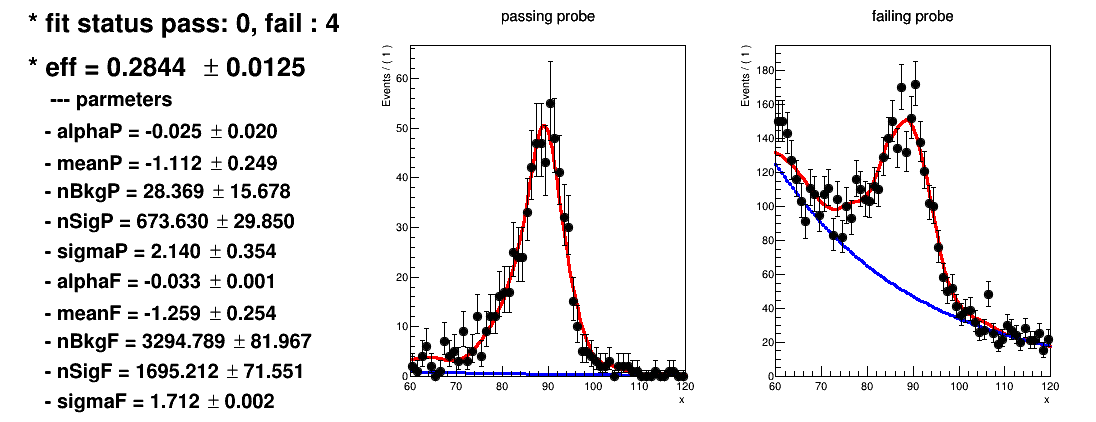 * fit status pass: 0, fail : 4
* eff = 0.2844 ± 0.0125
--- parmeters
- alphaP = -0.025 ± 0.020
- meanP = -1.112 ± 0.249
- nBkgP = 28.369 ± 15.678
- nSigP = 673.630 ± 29.850
- sigmaP = 2.140 ± 0.354
- alphaF = -0.033 ± 0.001
- meanF = -1.259 ± 0.254
- nBkgF = 3294.789 ± 81.967
- nSigF = 1695.212 ± 71.551
- sigmaF = 1.712 ± 0.002
passing probe
Events / ( 1 )
60
50
40
30
20
10
0
60 70 80 90 100 110 120
x
failing probe
Events / ( 1 )
180
160
140
120
100
80
60
40
20
0
60 70 80 90 100 110 120
x